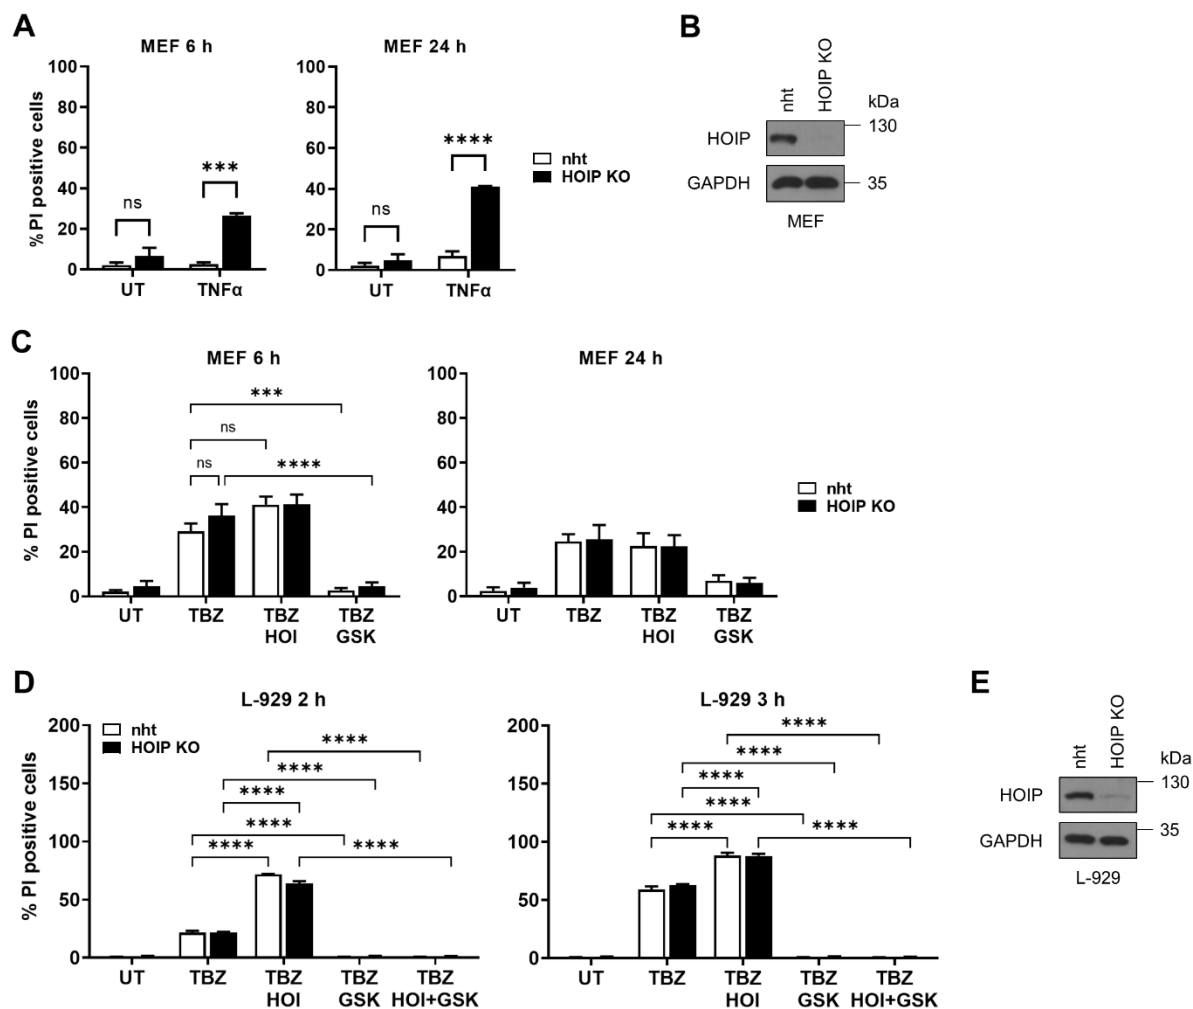 A
MEF 6 h
% PI positive cells
100
80
60
40
20
0
ns
***
UT
TNFα
MEF 24 h
100
80
60
40
20
0
ns
****
UT
TNFα
nht
HOIP KO
B
nht
HOIP KO
kDa
HOIP
130
GAPDH
35
MEF
C
MEF 6 h
% PI positive cells
100
80
60
40
20
0
***
ns
ns
****
UT
TBZ
TBZ
HOI
TBZ
GSK
MEF 24 h
100
80
60
40
20
0
UT
TBZ
TBZ
HOI
TBZ
GSK
nht
HOIP KO
D
L-929 2 h
% PI positive cells
200
150
100
50
0
nht
HOIP KO
****
****
****
****
****
****
UT
TBZ
TBZ
HOI
TBZ
GSK
TBZ
HOI+GSK
L-929 3 h
200
150
100
50
0
****
****
****
****
****
****
UT
TBZ
TBZ
HOI
TBZ
GSK
TBZ
HOI+GSK
E
nht
HOIP KO
kDa
HOIP
130
GAPDH
35
L-929